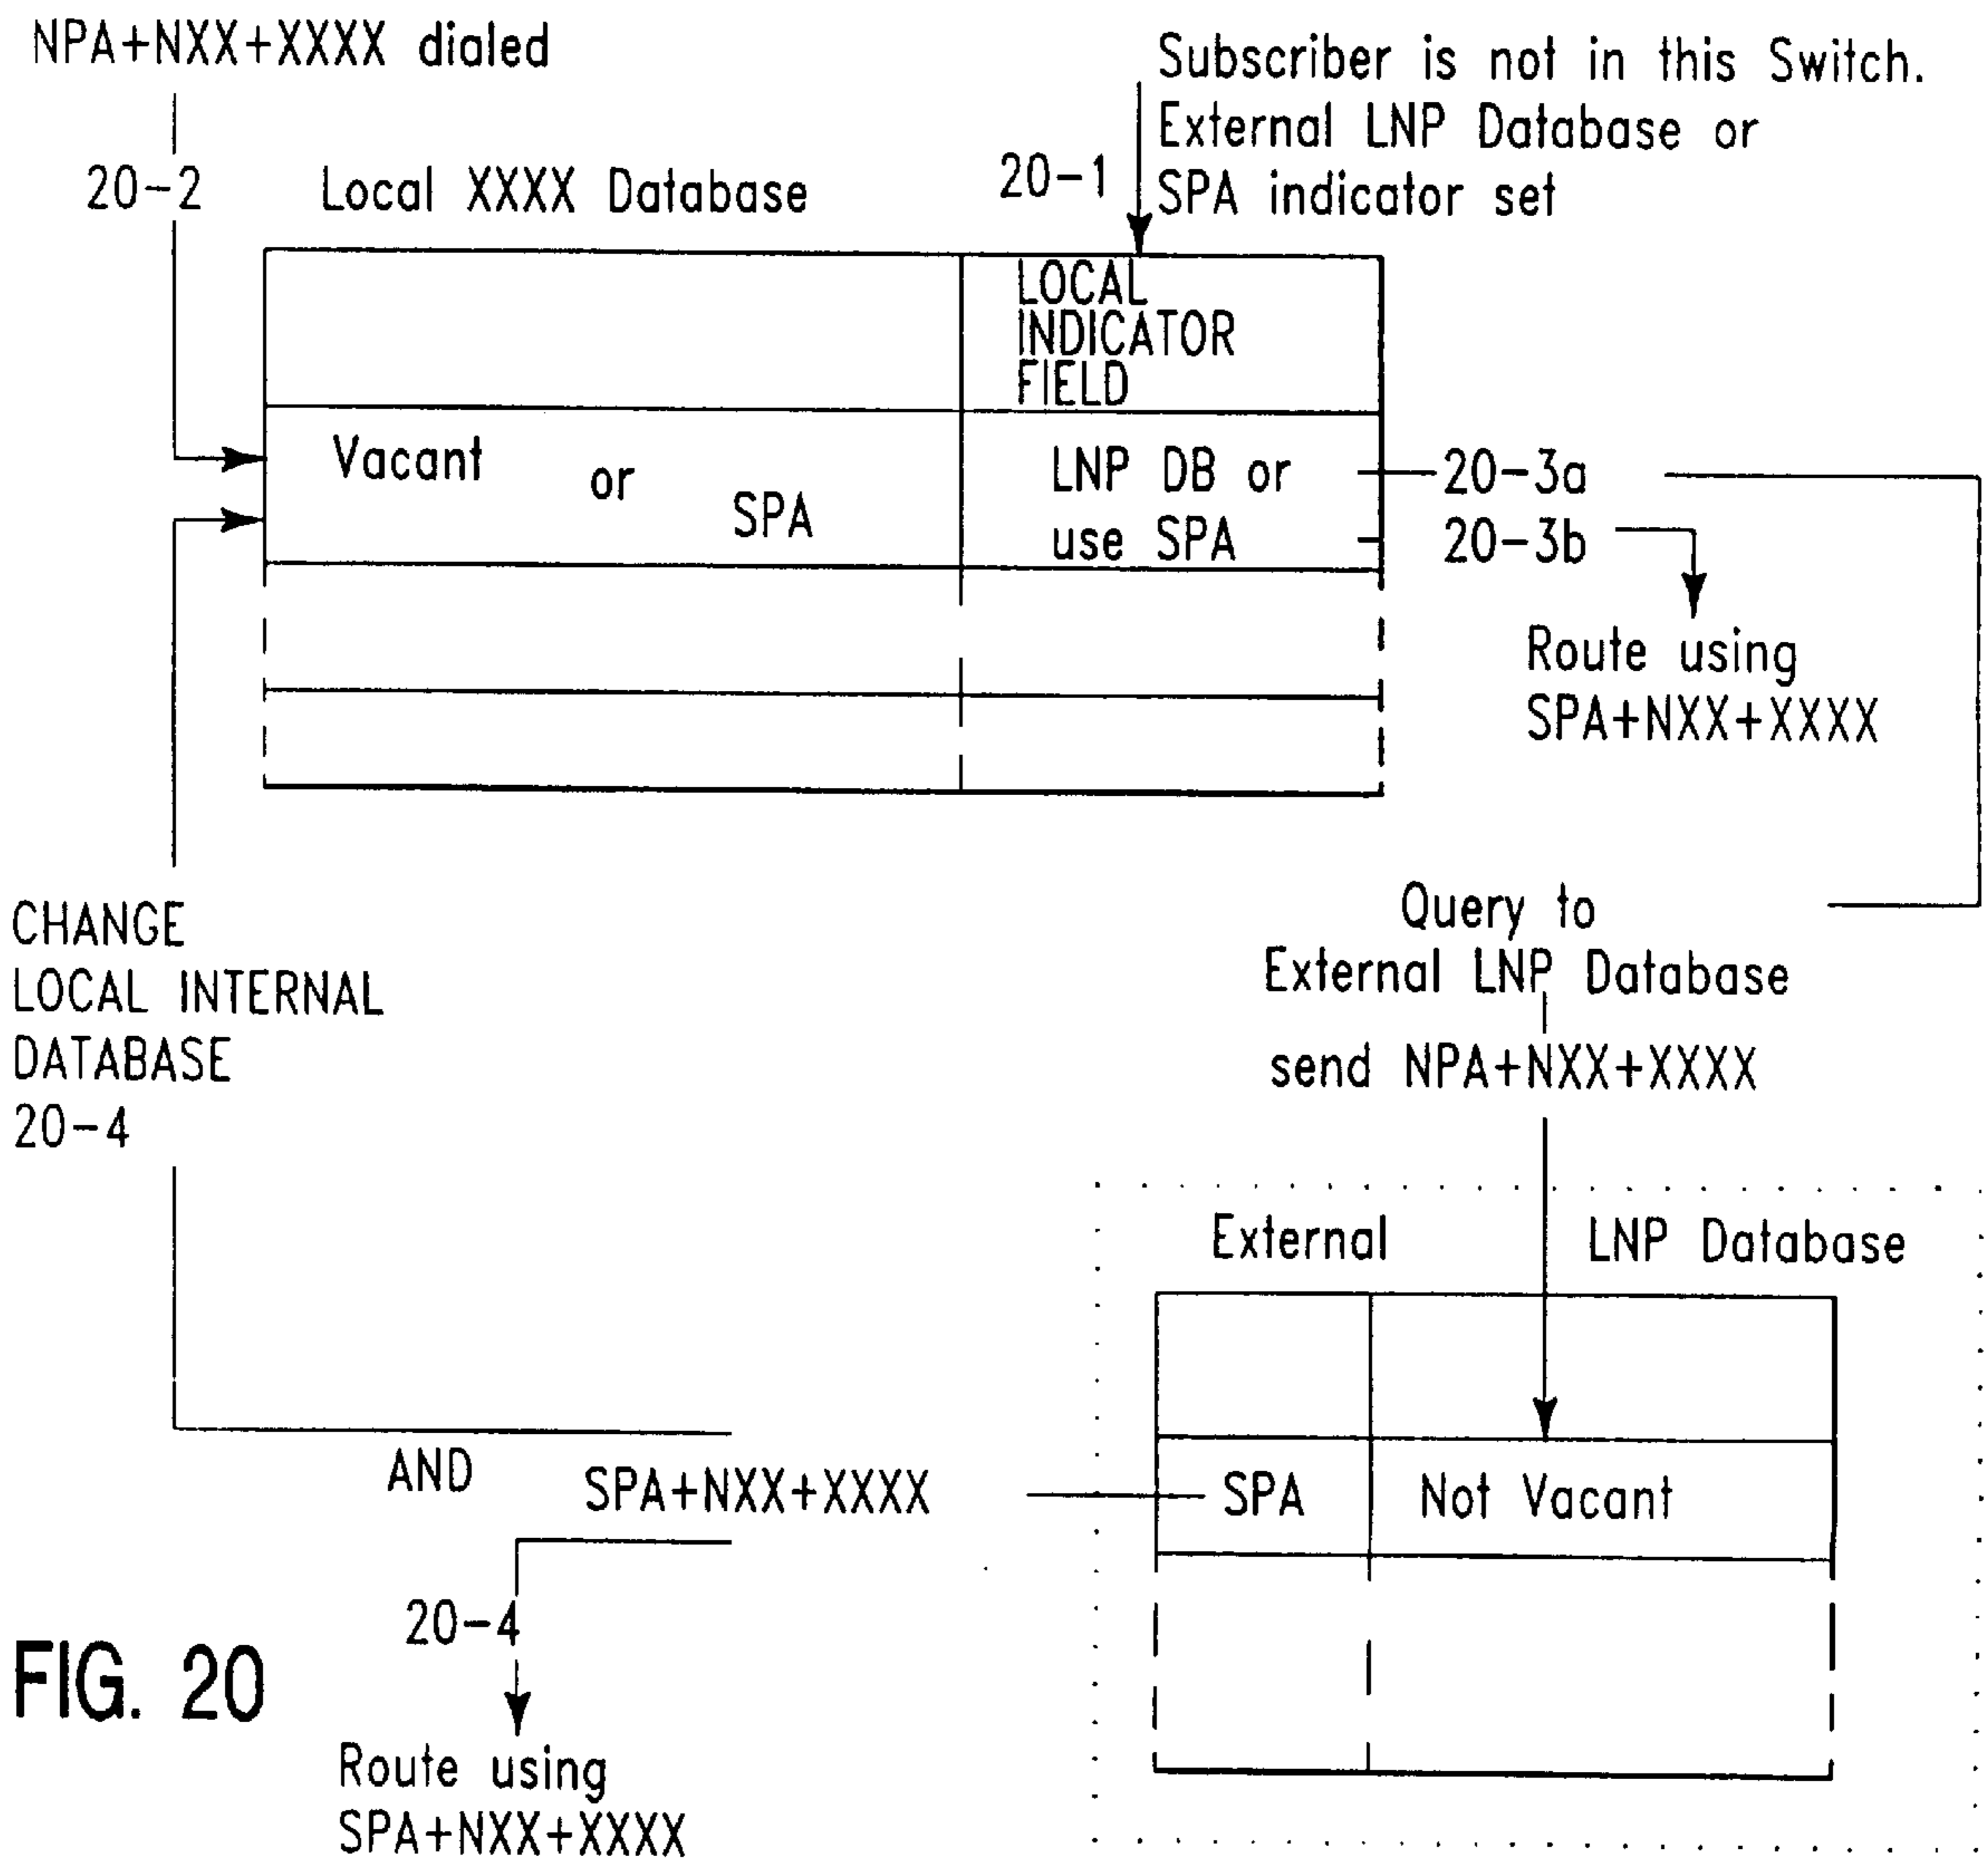 NPA+NXX+XXXX dialed
Subscriber is not in this Switch.
External LNP Database or
SPA indicator set
20-1
20-2
Local XXXX Database
LOCAL
INDICATOR
FIELD
Vacant or SPA
LNP DB or
use SPA
20-3a
20-3b
Route using
SPA+NXX+XXXX
CHANGE
LOCAL INTERNAL
DATABASE
20-4
Query to
External LNP Database
send NPA+NXX+XXXX
External LNP Database
SPA Not Vacant
AND
SPA+NXX+XXXX
20-4
Route using
SPA+NXX+XXXX
FIG. 20